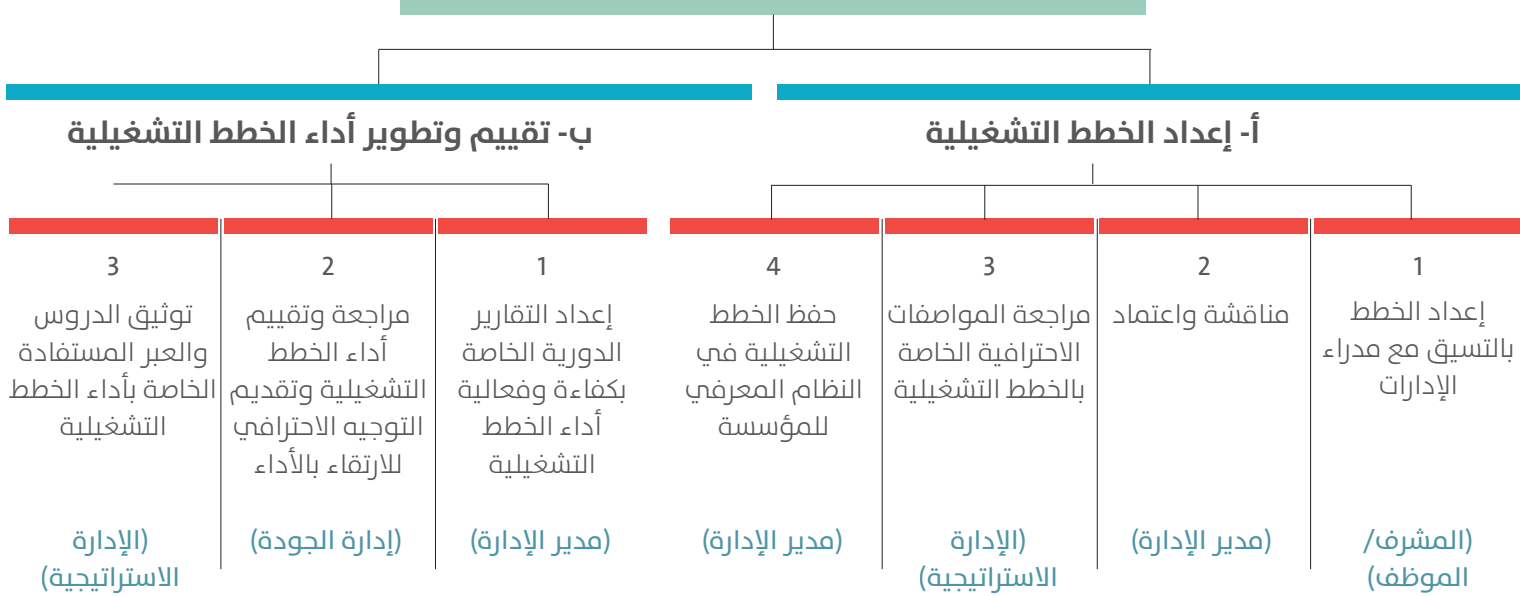 أ- إعداد الخطط التشغيلية
1
إعداد الخطط
بالتسيق مع مدراء
الإدارات
(المشرف/
الموظف)
2
مناقشة واعتماد
(مدير الإدارة)
3
مراجعة المواصفات
الاحترافية الخاصة
بالخطط التشغيلية
(الإدارة
الاستراتيجية)
4
حفظ الخطط
التشغيلية في
النظام المعرفي
للمؤسسة
(مدير الإدارة)
ب- تقييم وتطوير أداء الخطط التشغيلية
1
إعداد التقارير
الدورية الخاصة
بكفاءة وفعالية
أداء الخطط
التشغيلية
(مدير الإدارة)
2
مراجعة وتقييم
أداء الخطط
التشغيلية وتقديم
التوجيه الاحترافي
للارتقاء بالأداء
(إدارة الجودة)
3
توثيق الدروس
والعبر المستفادة
الخاصة بأداء الخطط
التشغيلية
(الإدارة
الاستراتيجية)